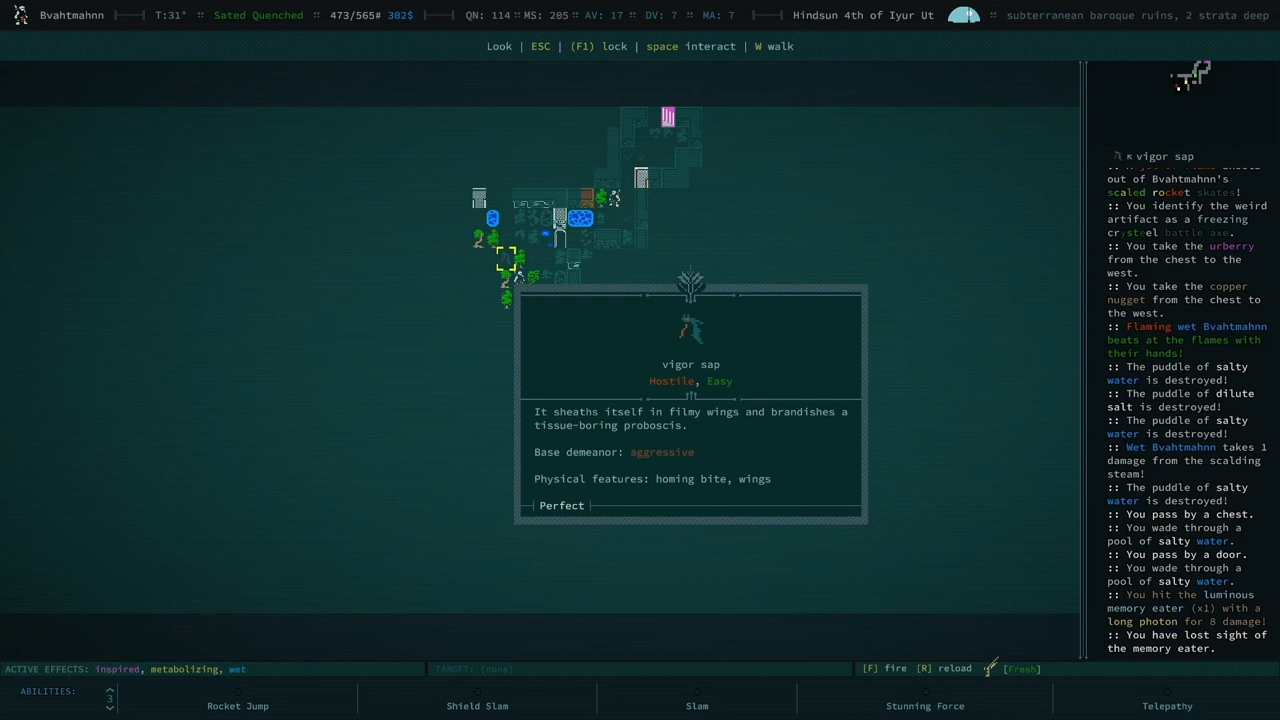 Bvahtmahnn T:31° :: Sated Quenched :: 473/565# 302$ QN: 114 :: MS: 205 :: AV: 17 :: DV: 7 :: MA: 7 Hindsun 4th of Iyur Ut :: subterranean baroque ruins, 2 strata deep
Look | ESC | (F1) lock | space interact | W walk
vigor sap
out of Bvahtmahnn's
scaled rocket skates!
:: You identify the weird
artifact as a freezing
crysteel battle axe.
:: You take the urberry
from the chest to the
west.
:: You take the copper
nugget from the chest to
the west.
:: Flaming wet Bvahtmahnn
beats at the flames with
their hands!
:: The puddle of salty
water is destroyed!
:: The puddle of dilute
salt is destroyed!
:: The puddle of salty
water is destroyed!
:: Wet Bvahtmahnn takes 1
damage from the scalding
steam!
:: The puddle of salty
water is destroyed!
:: You pass by a chest.
:: You wade through a
pool of salty water.
:: You pass by a door.
:: You wade through a
pool of salty water.
:: You hit the luminous
memory eater (x1) with a
long photon for 8 damage!
:: You have lost sight of
the memory eater.
vigor sap
Hostile, Easy
It sheaths itself in filmy wings and brandishes a
tissue-boring proboscis.
Base demeanor: aggressive
Physical features: homing bite, wings
Perfect
ACTIVE EFFECTS: inspired, metabolizing, wet
TARGET: [none]
[F] fire [R] reload [Fresh]
ABILITIES: 3 Rocket Jump Shield Slam Slam Stunning Force Telepathy